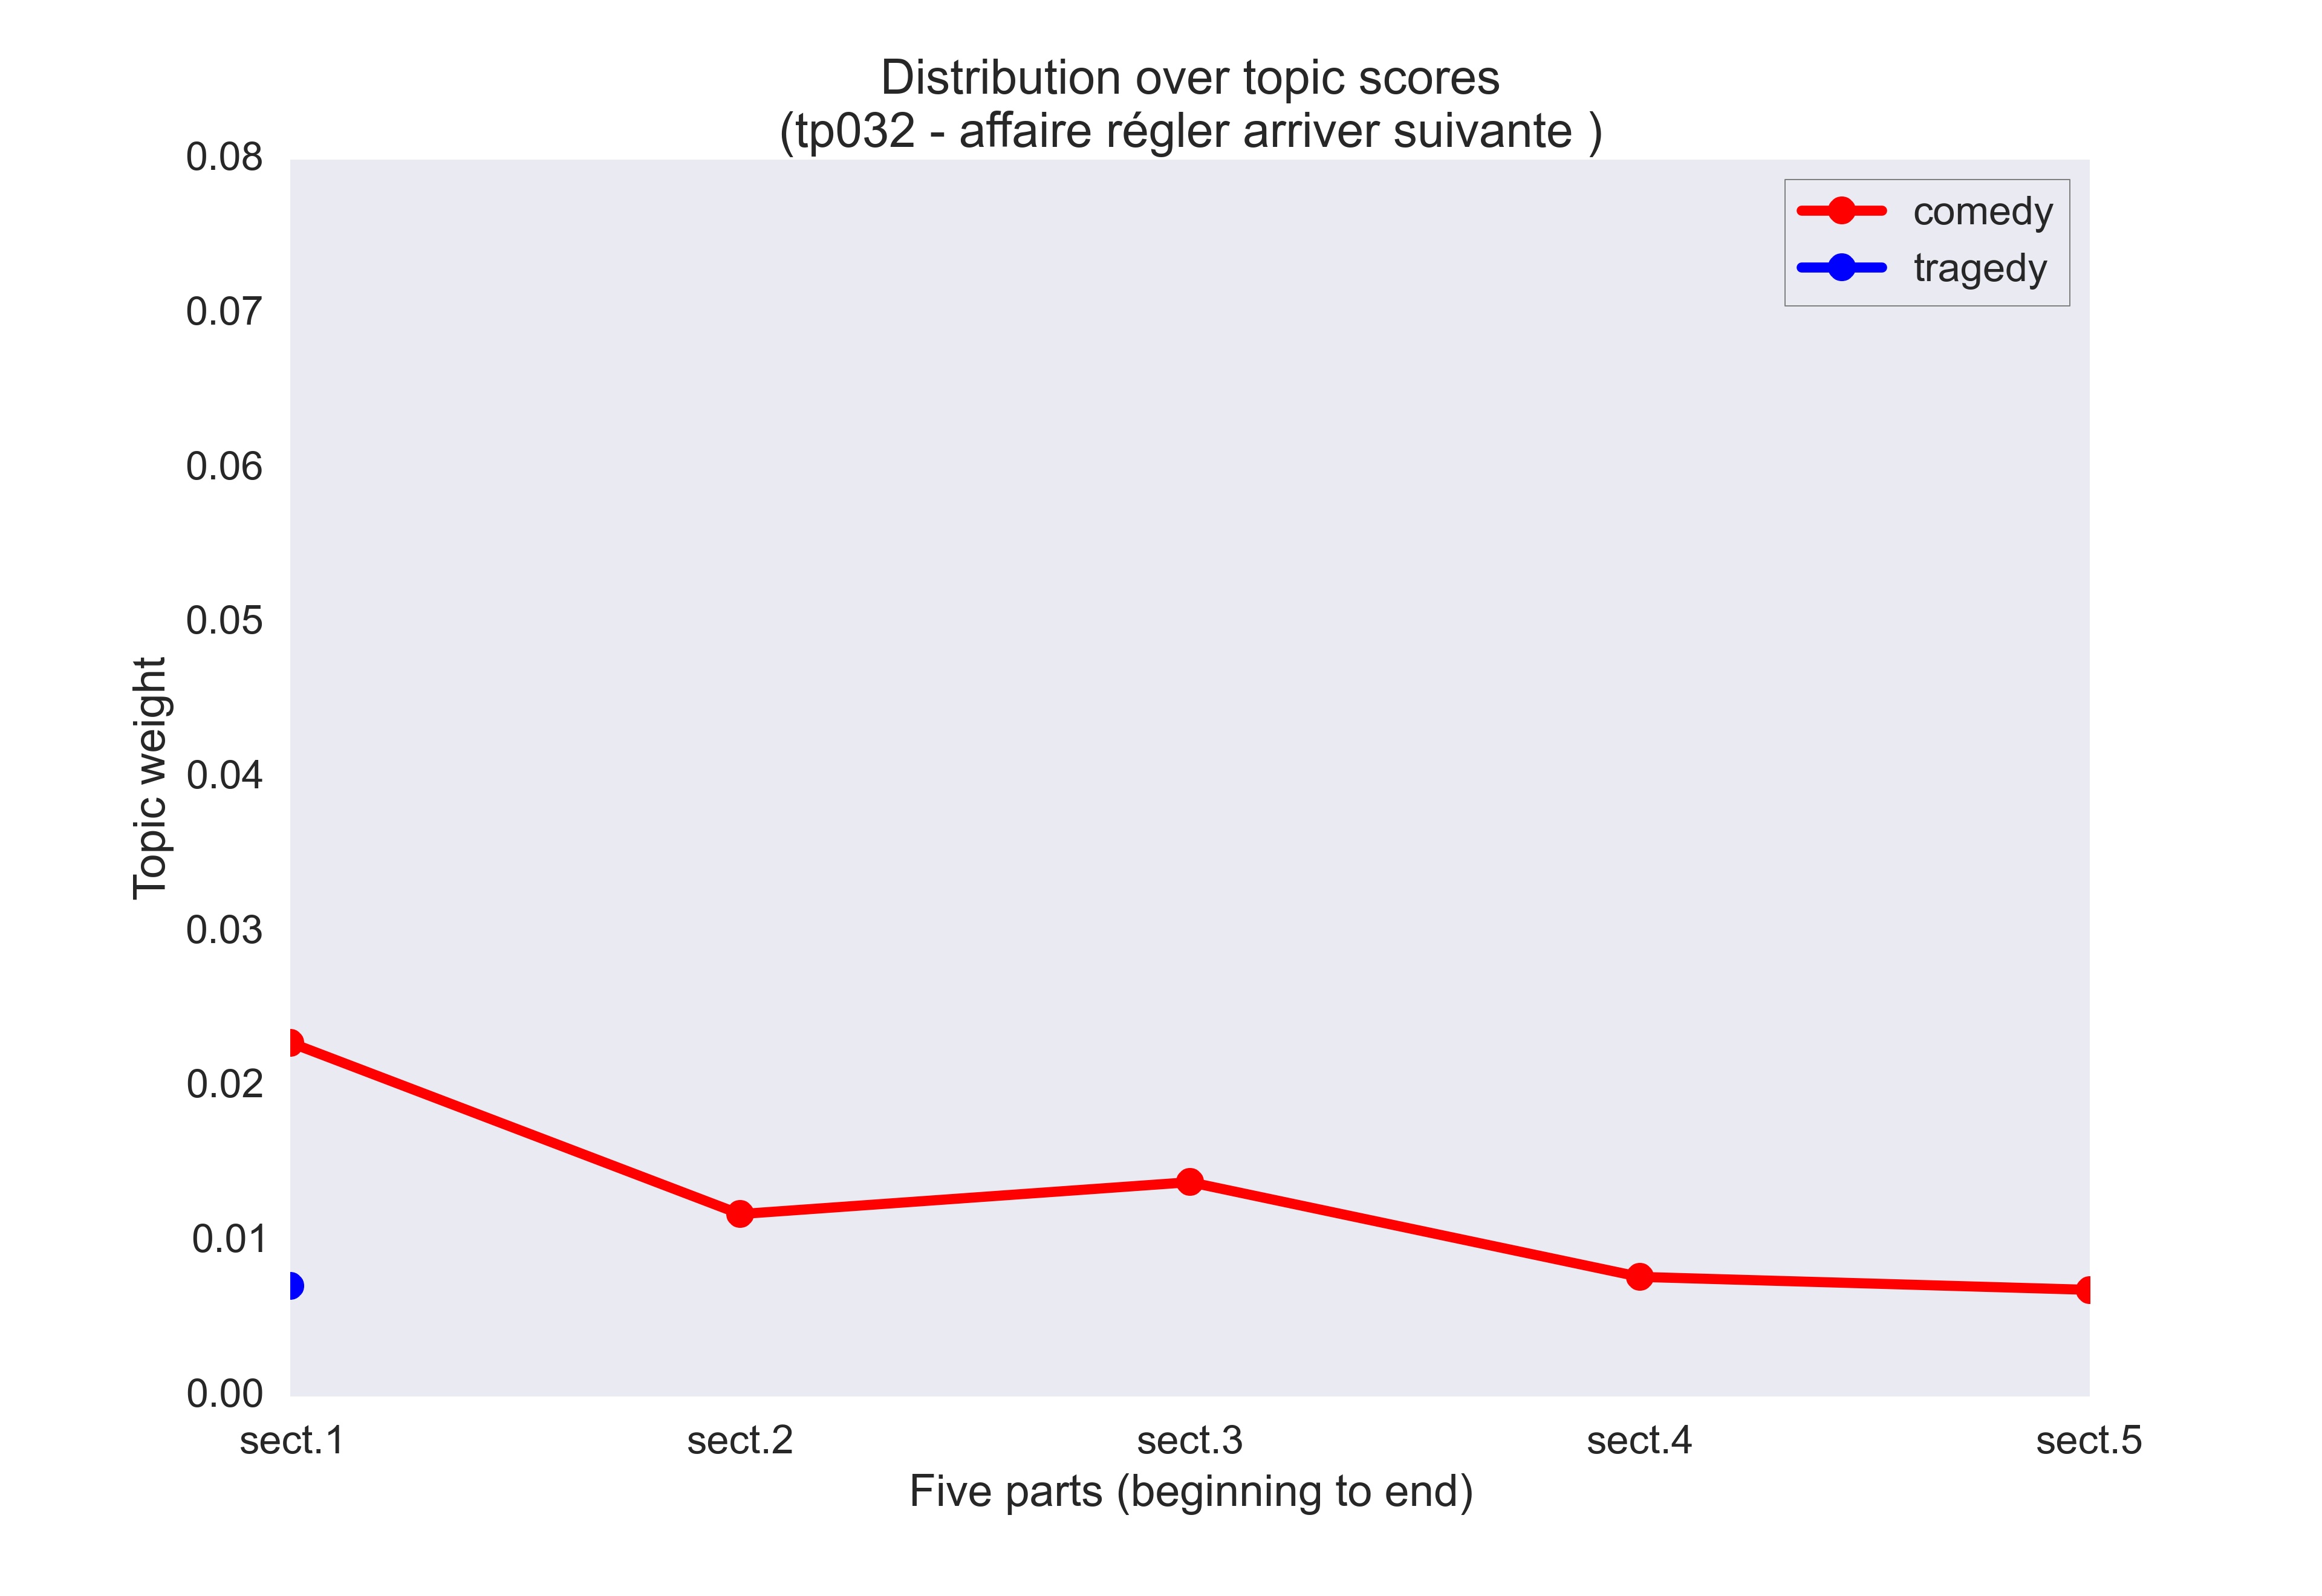 Distribution over topic scores
(tp032 - affaire régler arriver suivante )
comedy
tragedy
Topic weight
0.08
0.07
0.06
0.05
0.04
0.03
0.02
0.01
0.00
sect.1
sect.2
sect.3
sect.4
sect.5
Five parts (beginning to end)